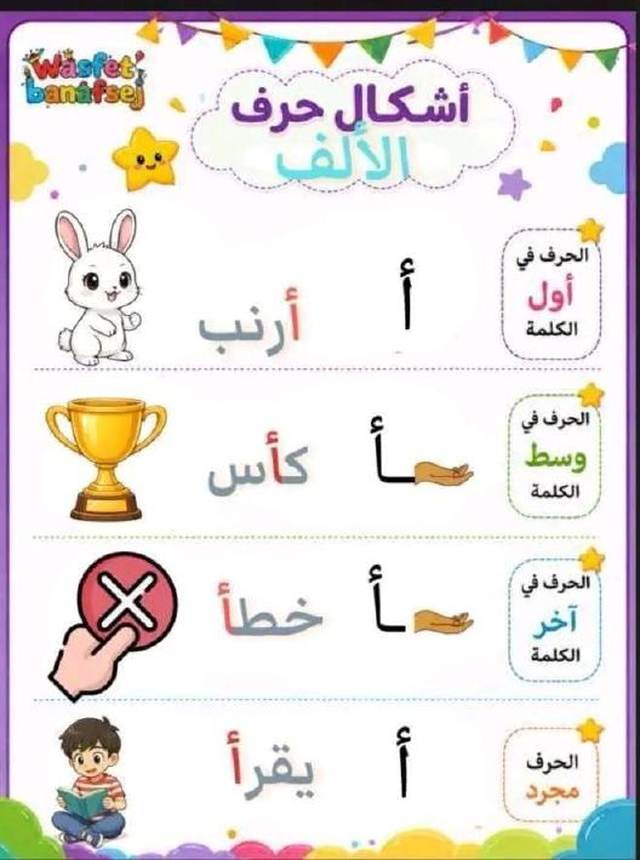 Wasfet
banafsej
أشكال حرف
الألف
الحرف في
أول
الكلمة
أ
أرنب
الحرف في
وسط
الكلمة
ـأ
كأس
الحرف في
آخر
الكلمة
ـأ
خطأ
الحرف
مجرد
أ
يقرأ